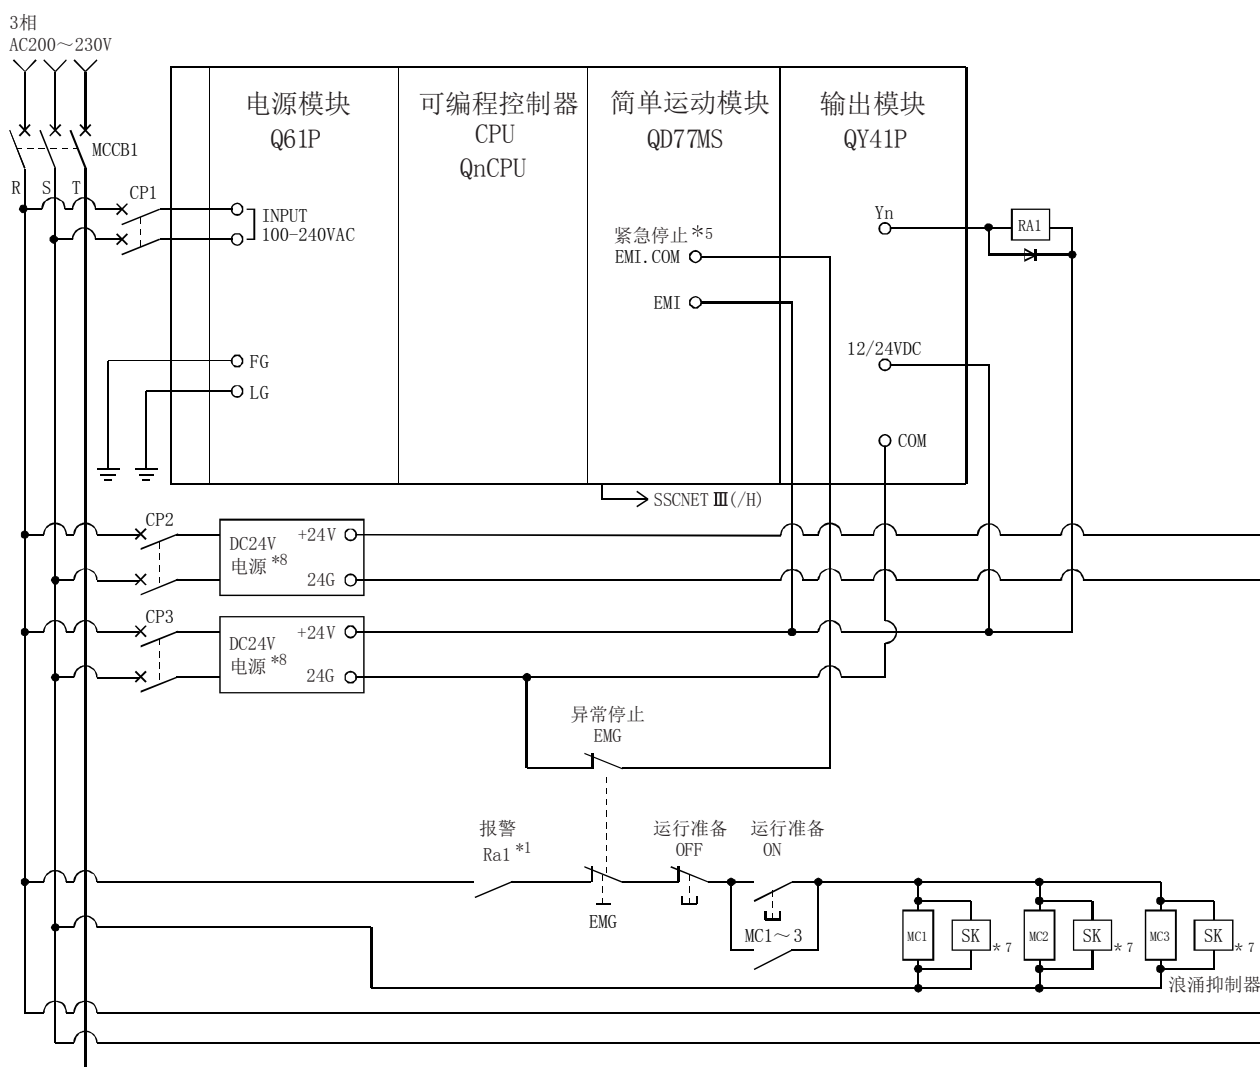 3相
AC200～230V
MCCB1
R
S
T
CP1
电源模块
Q61P
可编程控制器
CPU
QnCPU
简单运动模块
QD77MS
输出模块
QY41P
INPUT
100-240VAC
FG
LG
紧急停止*5
EMI.COM
EMI
Yn
RA1
12/24VDC
COM
SSCNETⅢ(/H)
CP2
DC24V
电源*8
+24V
24G
CP3
DC24V
电源*8
+24V
24G
异常停止
EMG
报警
Ra1*1
EMG
运行准备
OFF
运行准备
ON
MC1～3
MC1
SK
*7
MC2
SK
*7
MC3
SK
*7
浪涌抑制器